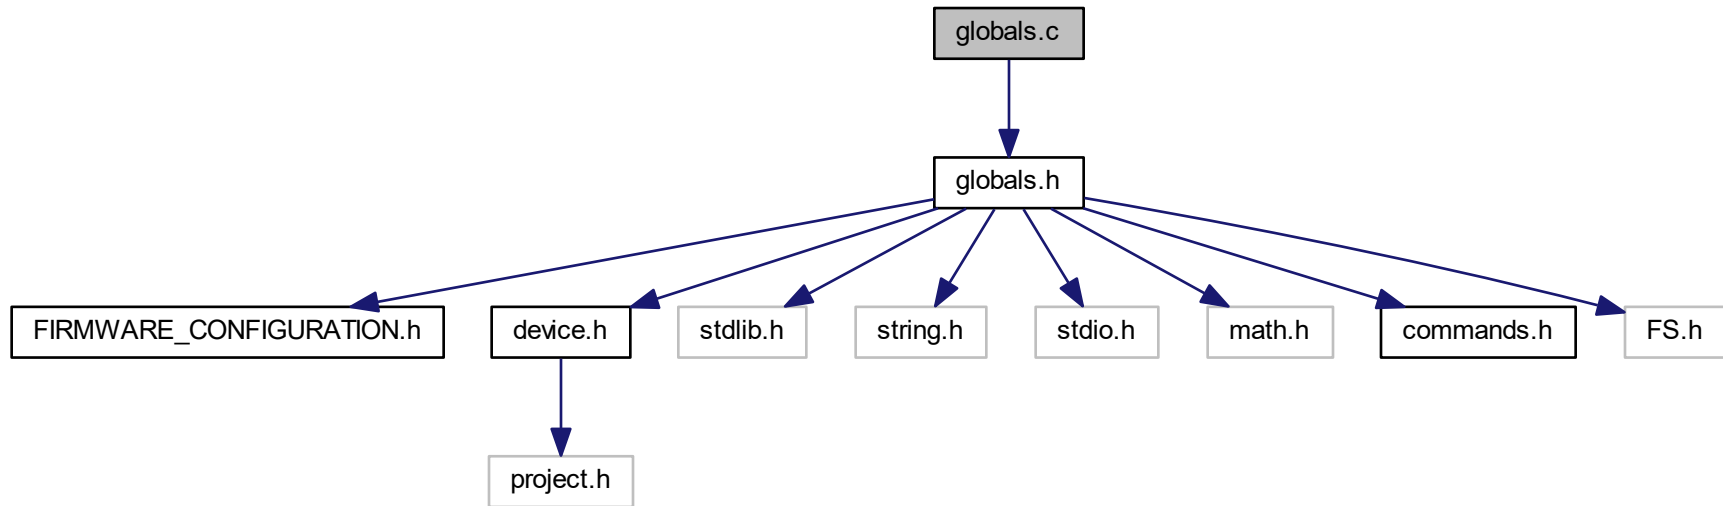 globals.c
globals.h
FIRMWARE_CONFIGURATION.h
device.h
stdlib.h
string.h
stdio.h
math.h
commands.h
FS.h
project.h